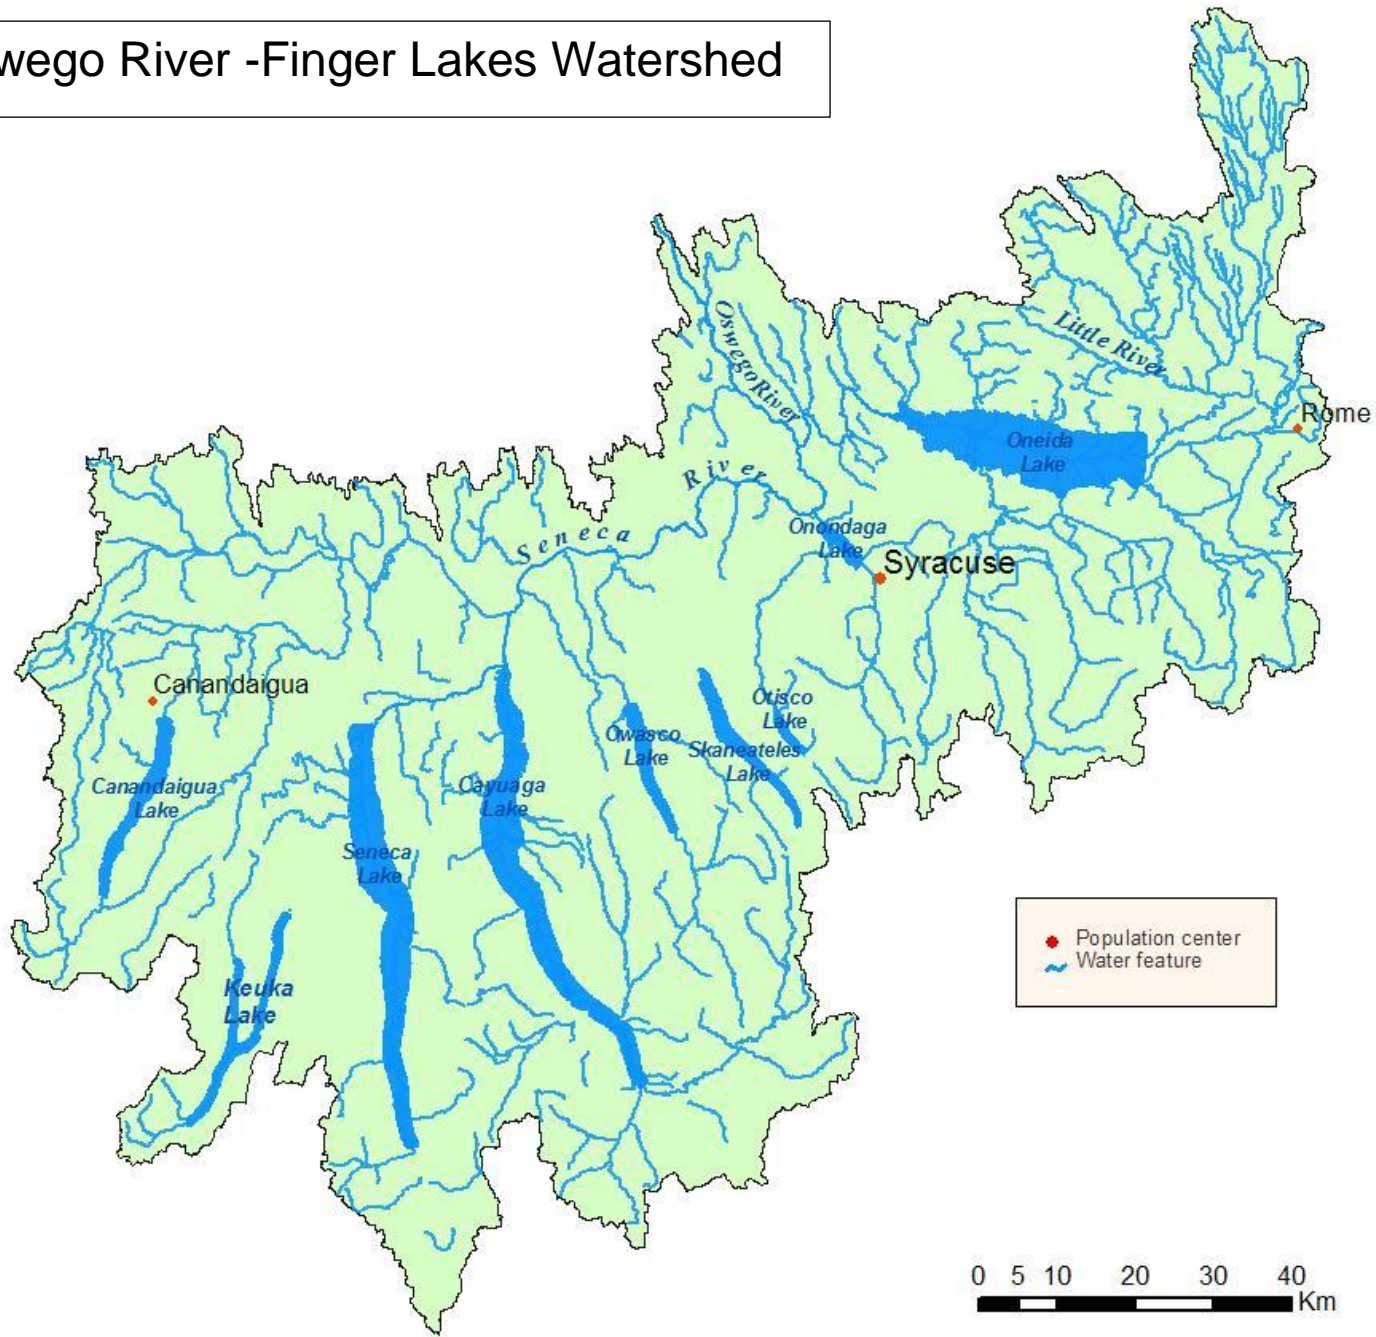 wego River -Finger Lakes Watershed
Little River
Oswego River
Rome
Oneida
Lake
River
Seneca
Onondaga
Lake
Syracuse
Canandaigua
Otisco
Lake
Owasco
Lake
Skaneateles
Lake
Canandaigua
Lake
Cayuaga
Lake
Seneca
Lake
Keuka
Lake
Population center
Water feature
0 5 10 20 30 40
Km